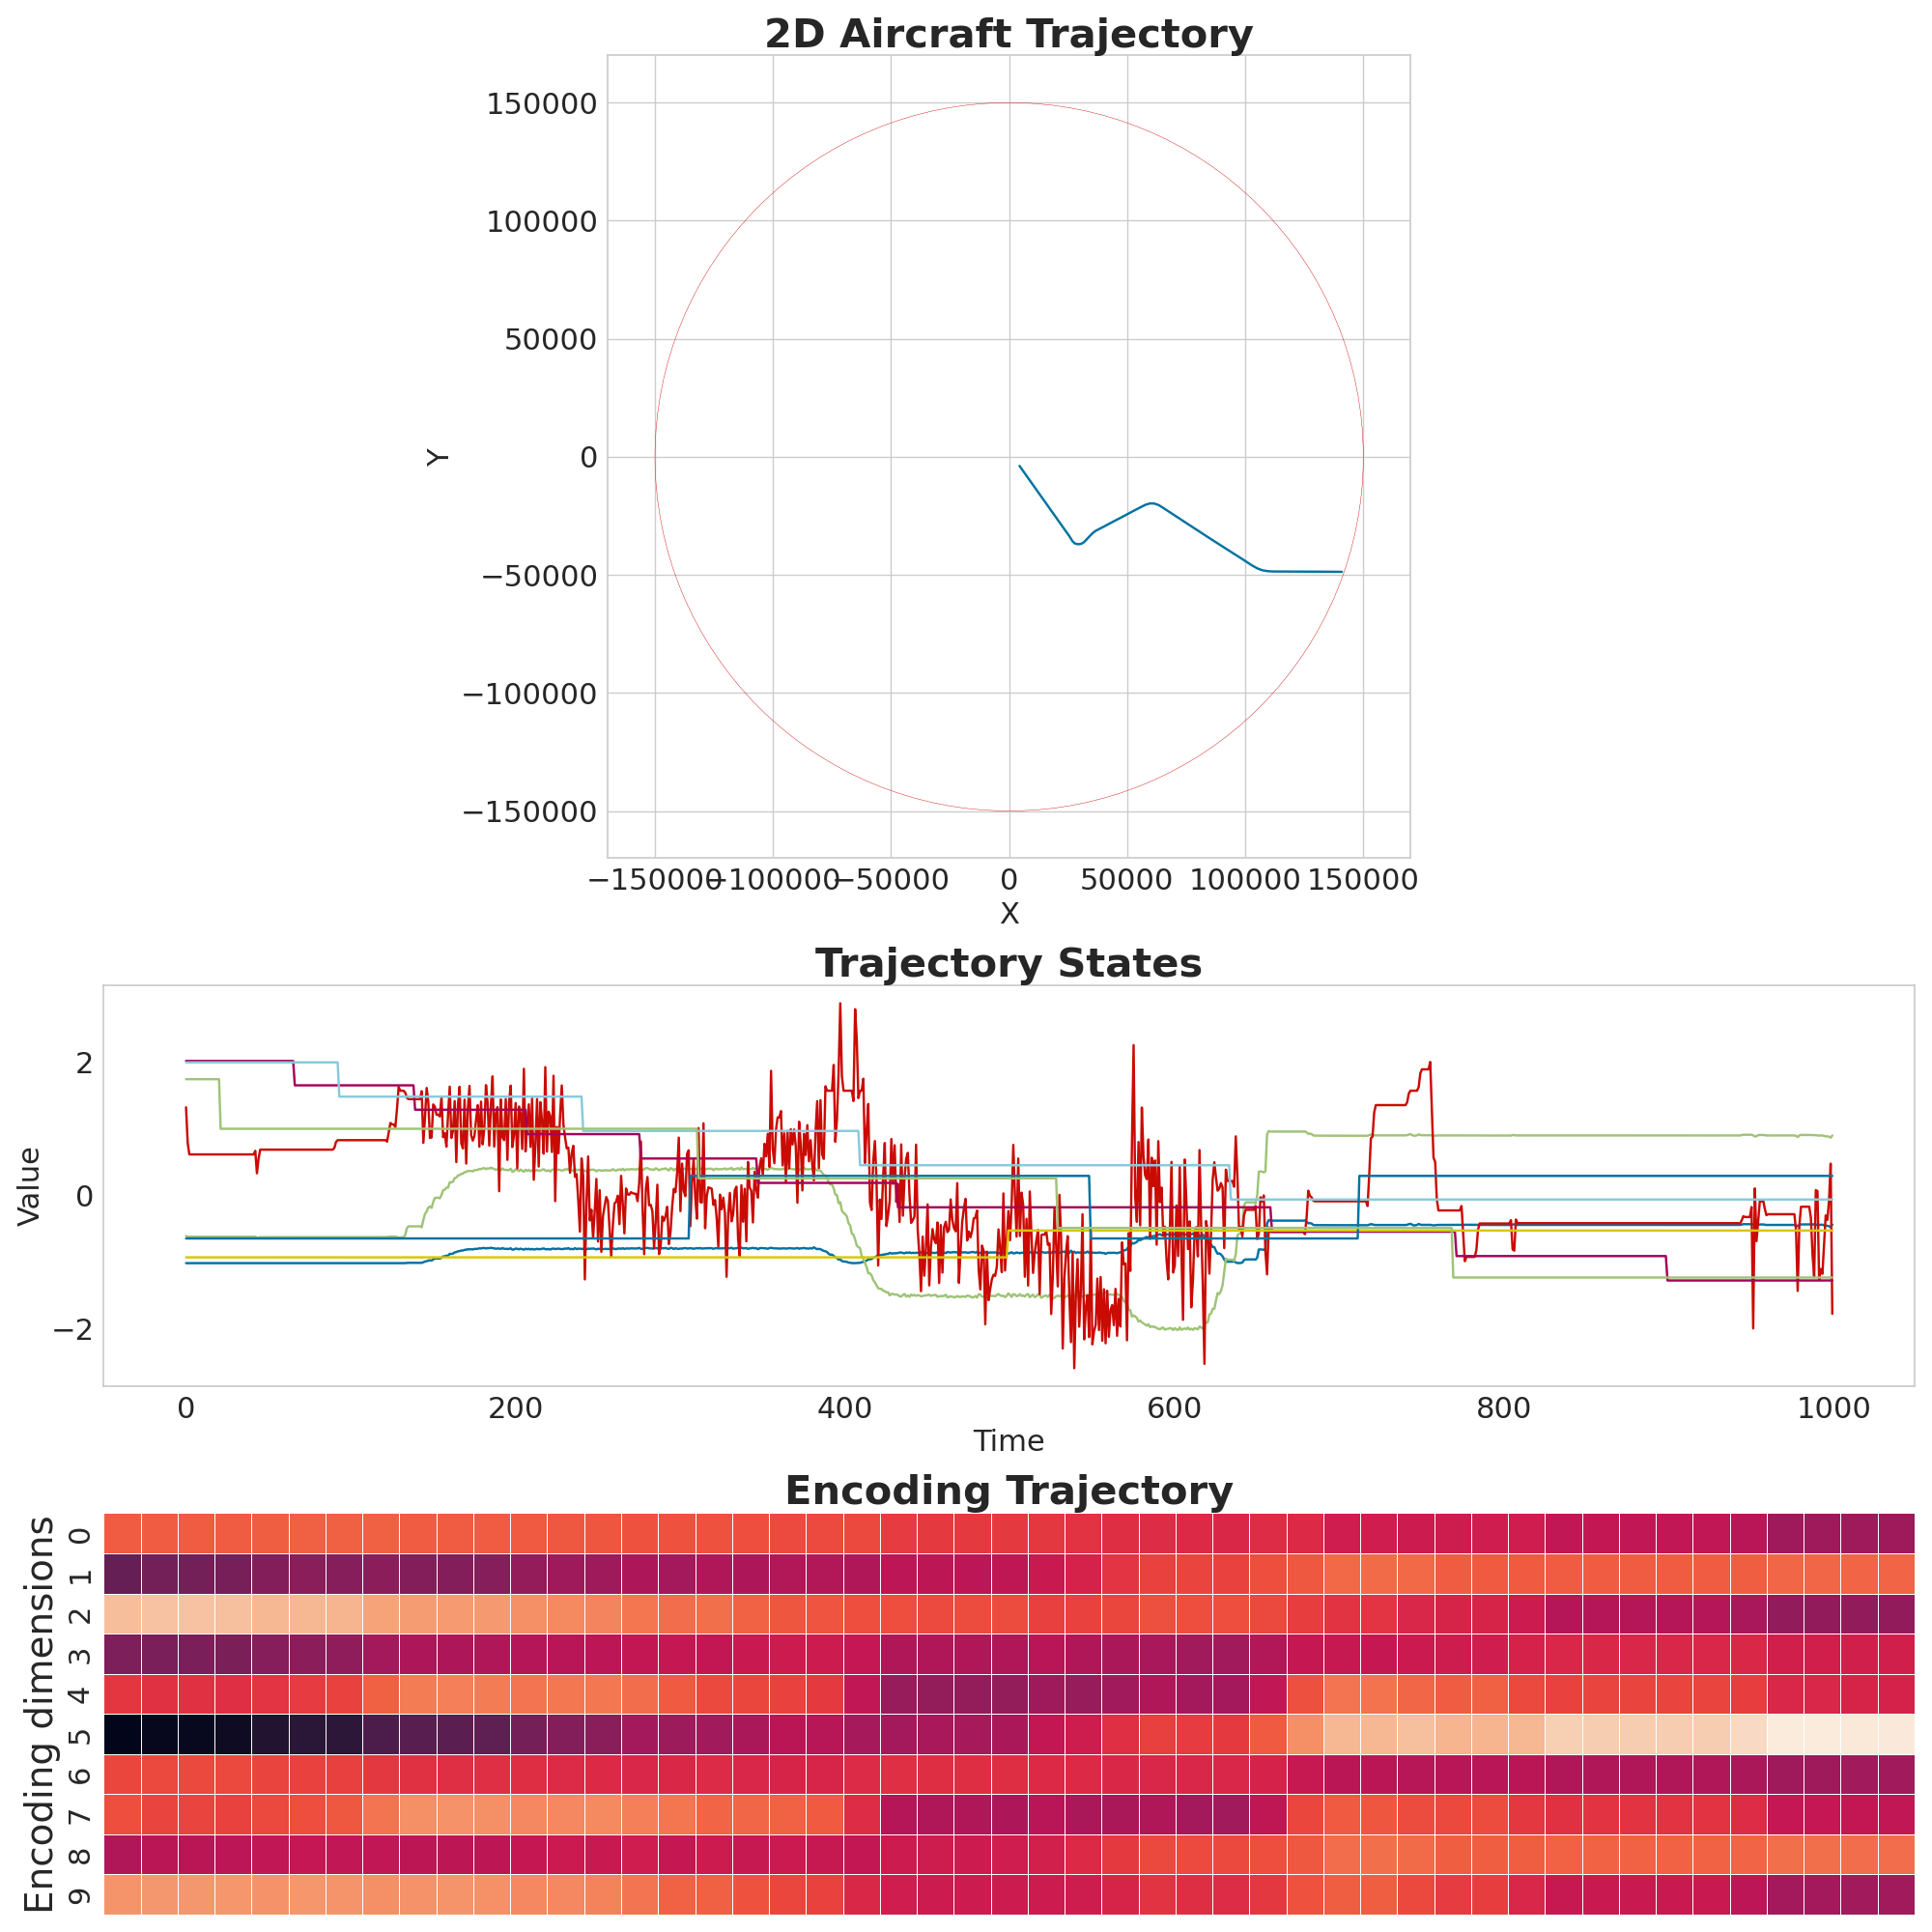 2D Aircraft Trajectory
150000
100000
50000
0
−50000
−100000
−150000
Y
−150000 −100000 −50000 0 50000 100000 150000
X
Trajectory States
2
0
−2
Value
0 200 400 600 800 1000
Time
Encoding Trajectory
Encoding dimensions
0
1
2
3
4
5
6
7
8
9